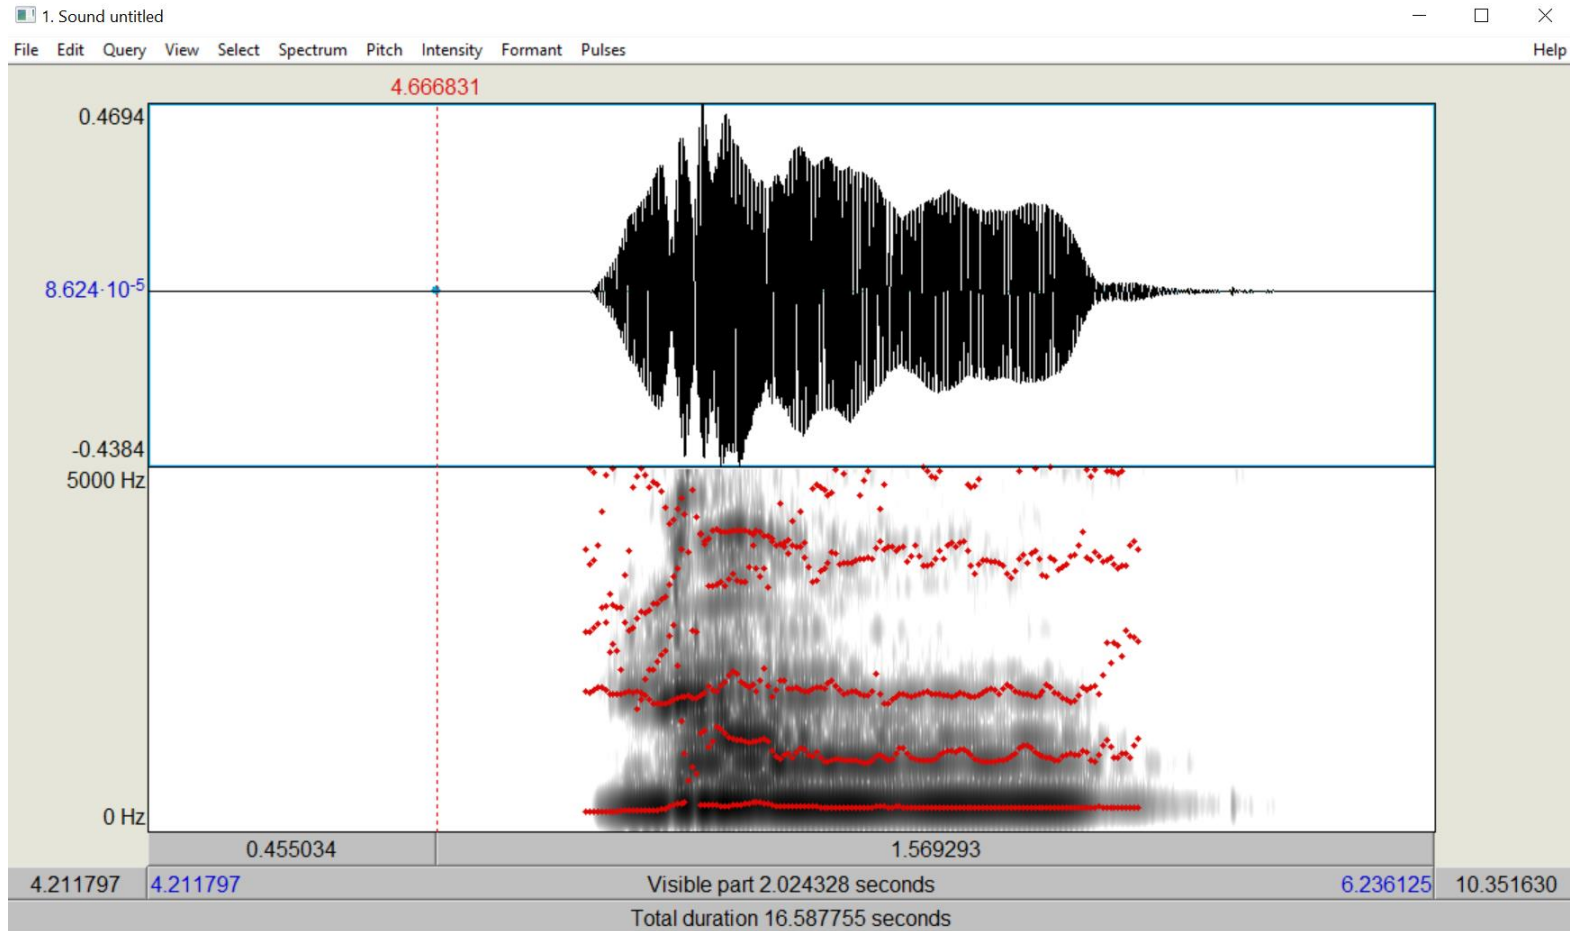 1. Sound untitled
File Edit Query View Select Spectrum Pitch Intensity Formant Pulses Help
4.666831
0.4694
8.624·10-5
-0.4384
5000 Hz
0 Hz
0.455034 1.569293
4.211797 4.211797 Visible part 2.024328 seconds 6.236125 10.351630
Total duration 16.587755 seconds